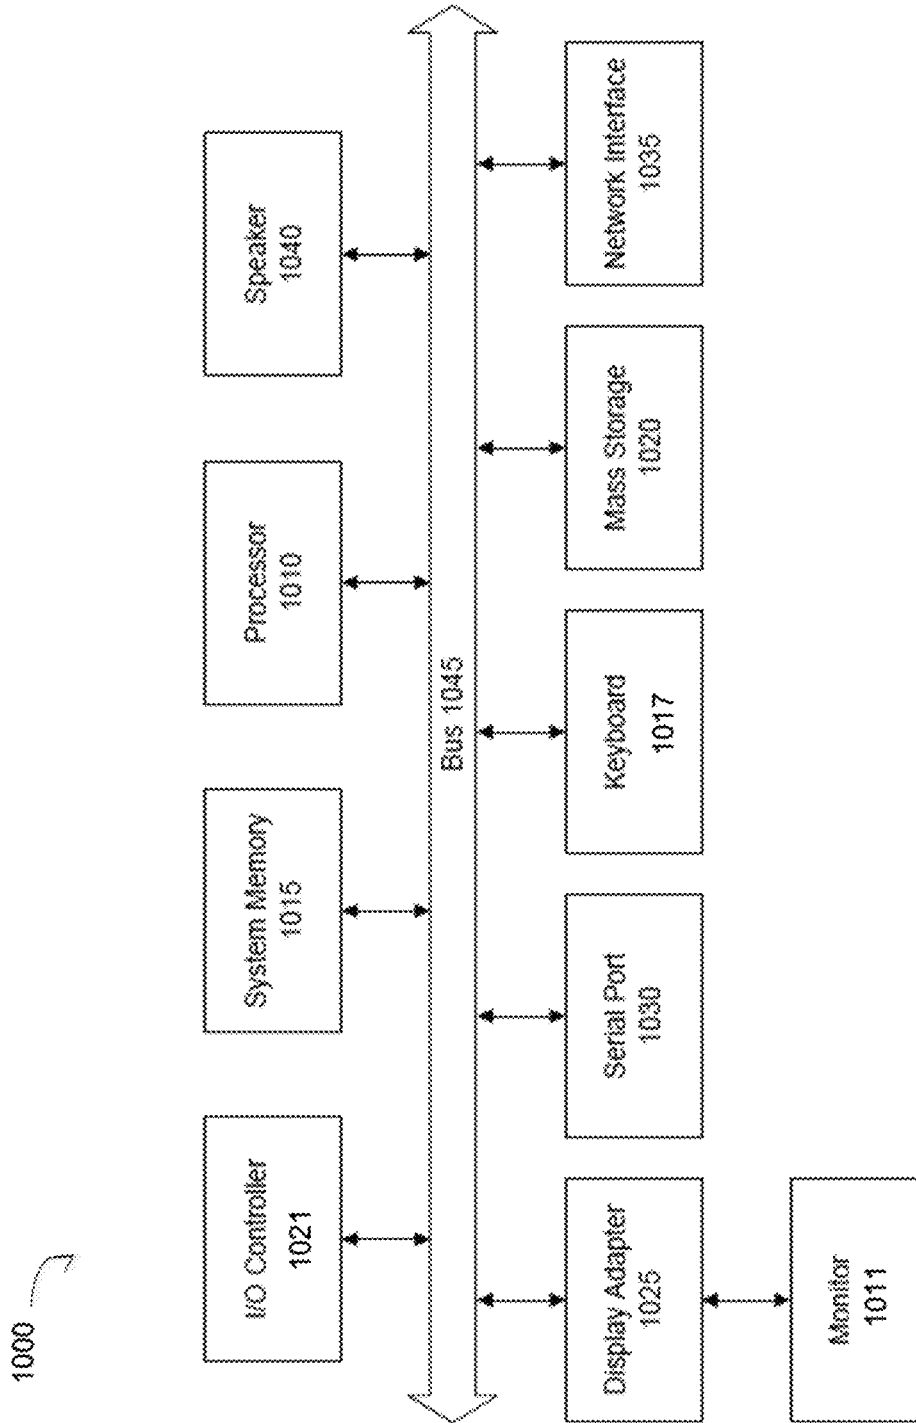 1000
I/O Controller
1021
System Memory
1015
Processor
1010
Speaker
1040
Bus 1045
Display Adapter
1025
Serial Port
1030
Keyboard
1017
Mass Storage
1020
Network Interface
1035
Monitor
1011